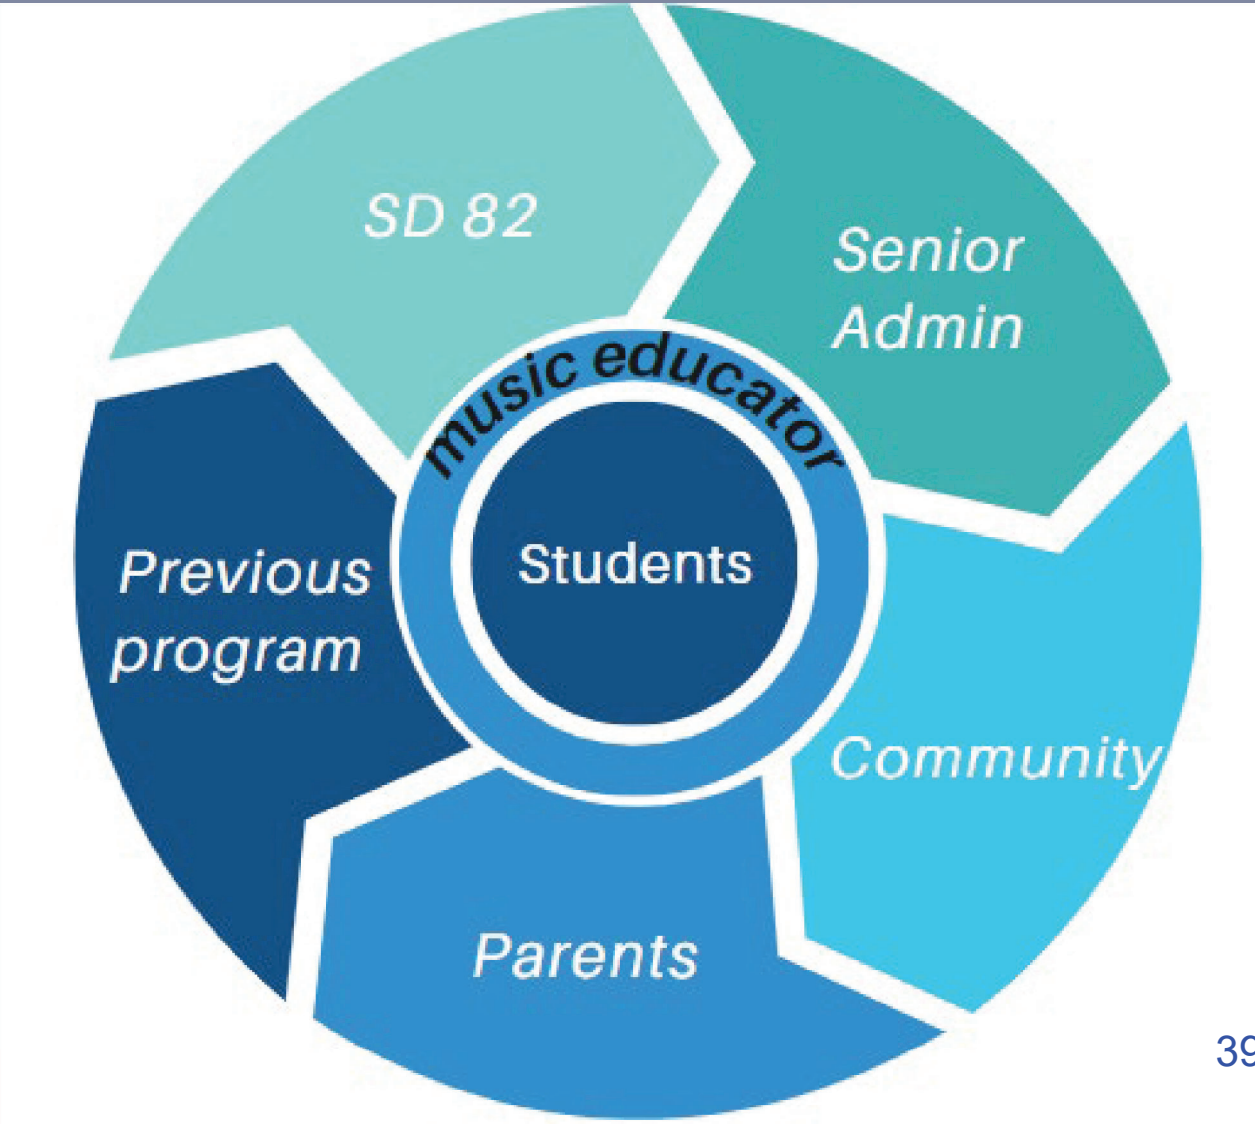 SD 82
Senior
Admin
music educator
Students
Previous
program
Community
Parents
39